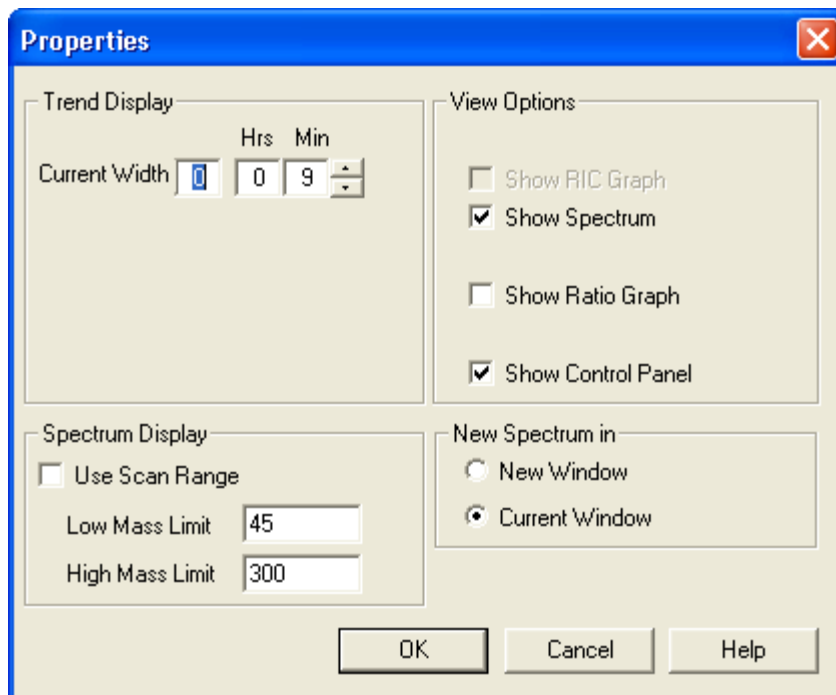 Properties
Trend Display
Hrs Min
Current Width 0 0 9
View Options
Show RIC Graph
Show Spectrum
Show Ratio Graph
Show Control Panel
Spectrum Display
Use Scan Range
Low Mass Limit 45
High Mass Limit 300
New Spectrum in
New Window
Current Window
OK Cancel Help